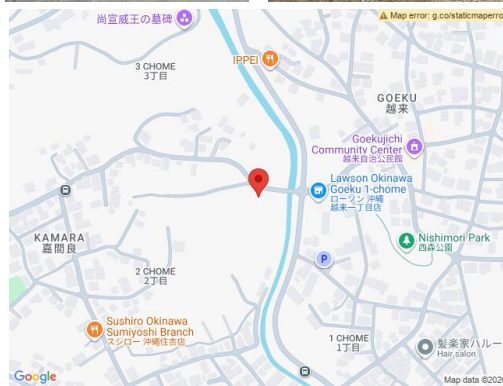 Map error: g.co/staticmaperro
尚宣威王の墓碑
IPPEI
3 CHOME
3丁目
GOEKU
越来
Goekujichi
Community Center
越来自治公民館
Lawson Okinawa
Goeku 1-chome
ローソン 沖縄
越来一丁目店
Nishimori Park
西森公園
KAMARA
嘉間良
P
2 CHOME
2丁目
Sushiro Okinawa
Sumiyoshi Branch
スシロー 沖縄住吉店
1 CHOME
1丁目
髪楽家ハルー
Hair salon
Google
Map data ©2026